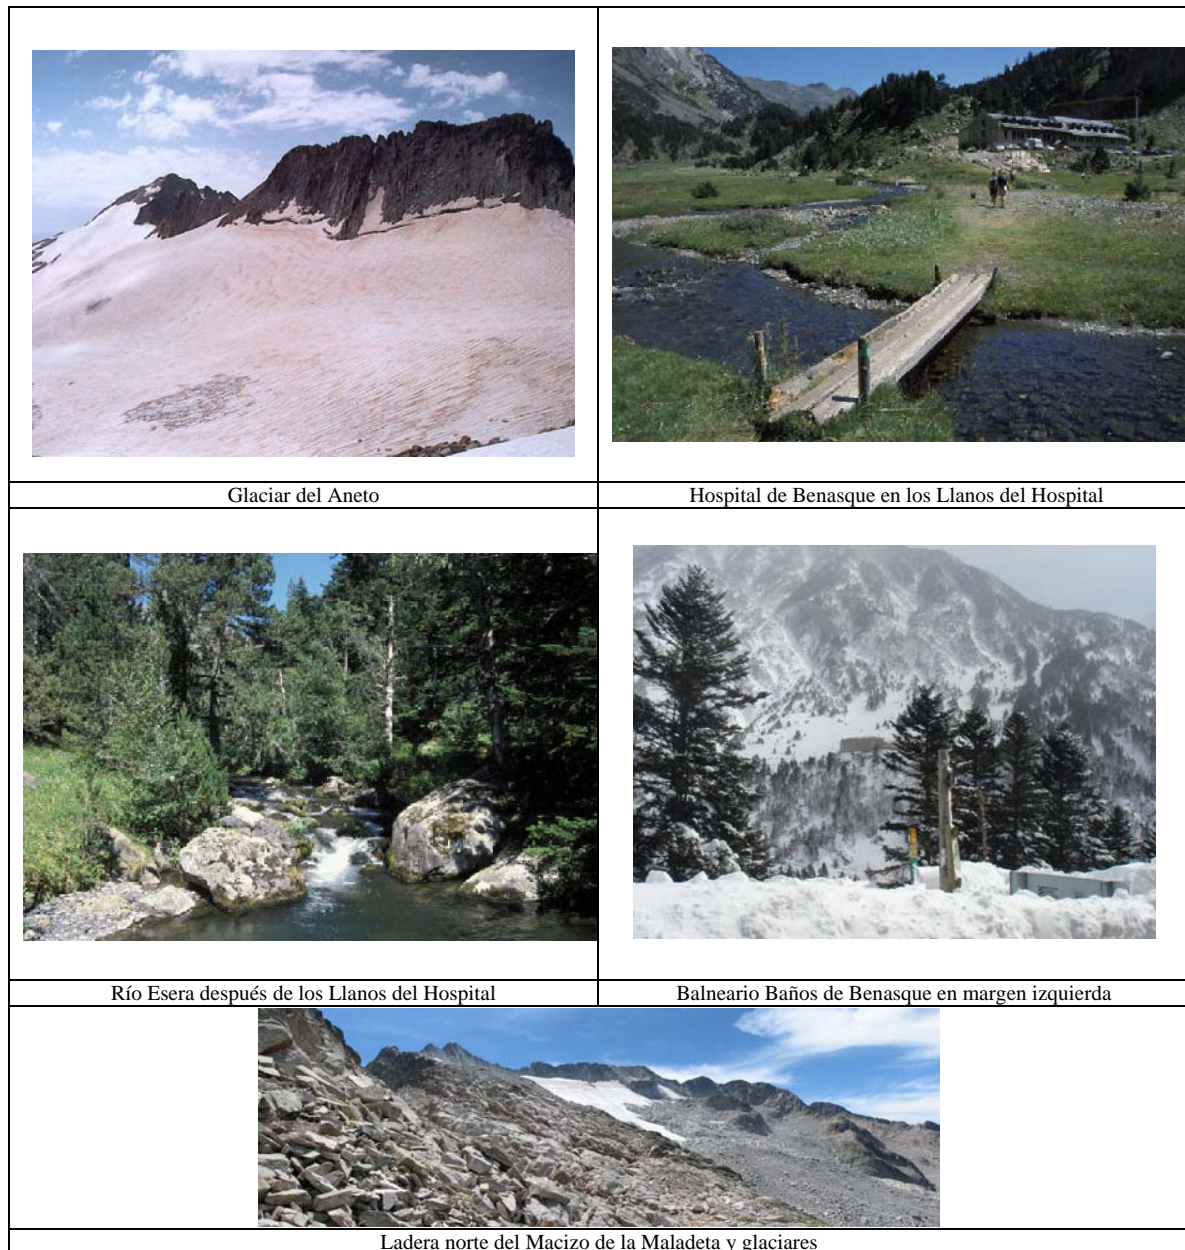 Glaciar del Aneto
Hospital de Benasque en los Llanos del Hospital
Río Esera después de los Llanos del Hospital
Balneario Baños de Benasque en margen izquierda
Ladera norte del Macizo de la Maladeta y glaciares